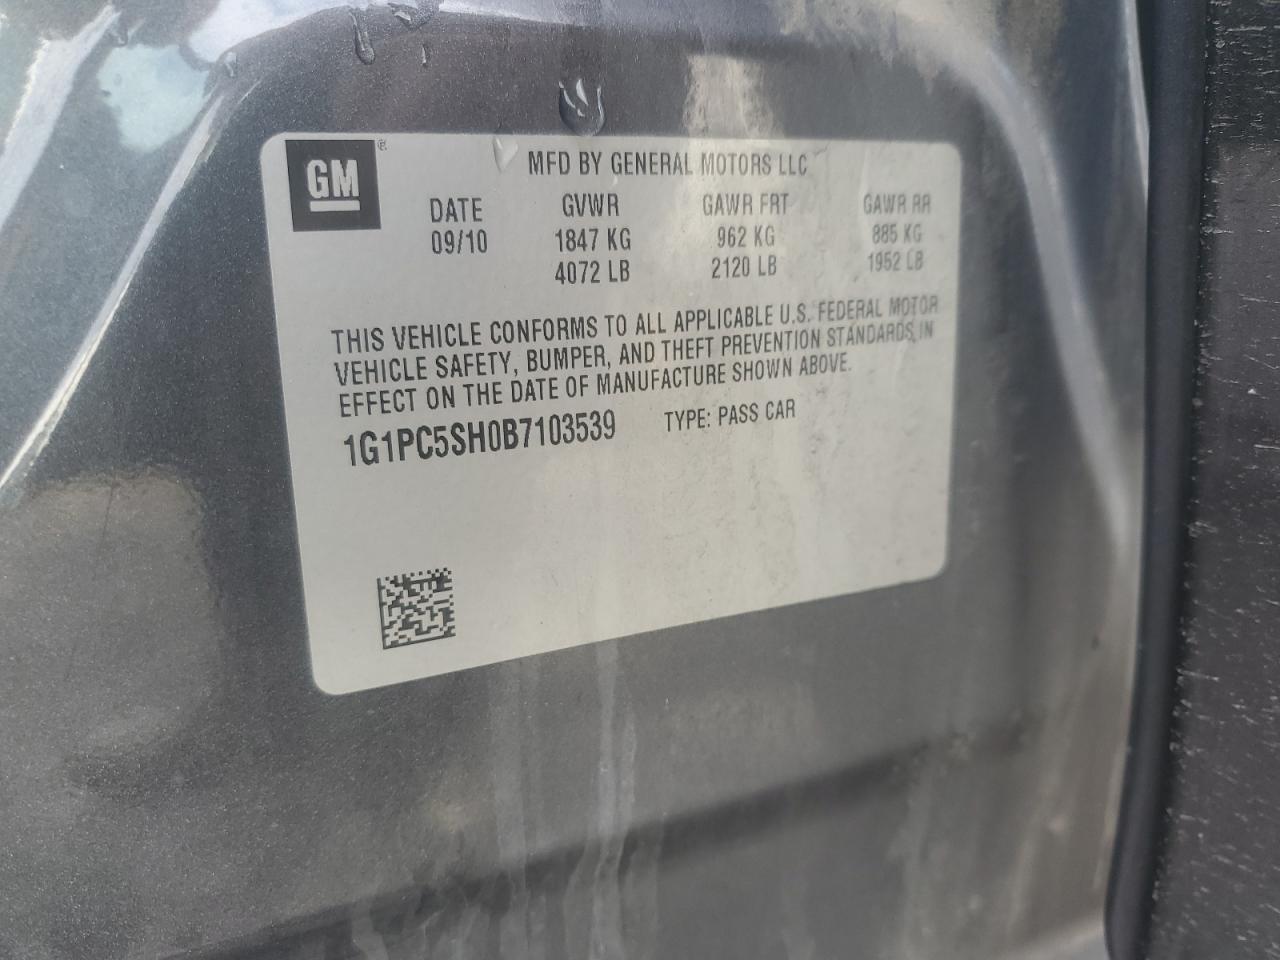 GM®
MFD BY GENERAL MOTORS LLC
DATE GVWR GAWR FRT GAWR RR
09/10 1847 KG 962 KG 885 KG
4072 LB 2120 LB 1952 LB
THIS VEHICLE CONFORMS TO ALL APPLICABLE U.S. FEDERAL MOTOR
VEHICLE SAFETY, BUMPER, AND THEFT PREVENTION STANDARDS IN
EFFECT ON THE DATE OF MANUFACTURE SHOWN ABOVE.
1G1PC5SH0B7103539 TYPE: PASS CAR